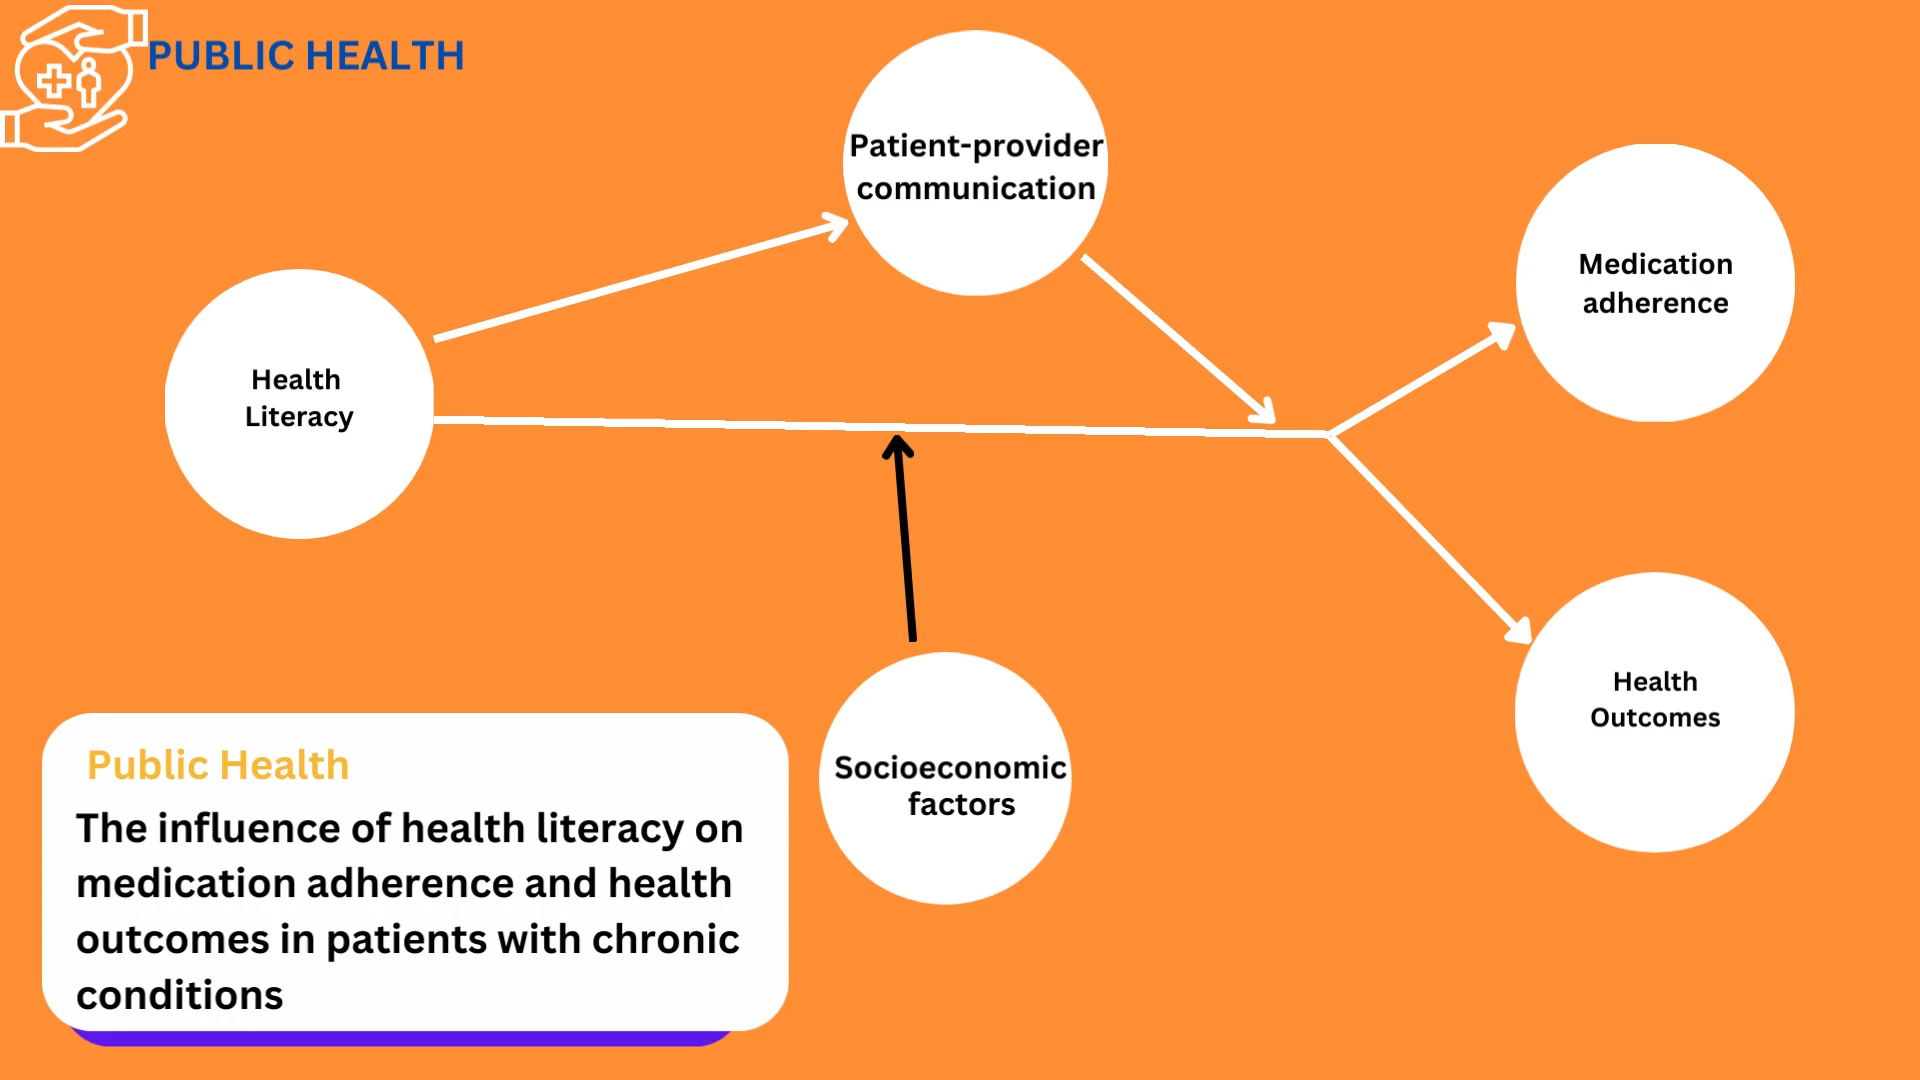 PUBLIC HEALTH
Patient-provider
communication
Medication
adherence
Health
Literacy
Health
Outcomes
Socioeconomic
factors
Public Health
The influence of health literacy on
medication adherence and health
outcomes in patients with chronic
conditions